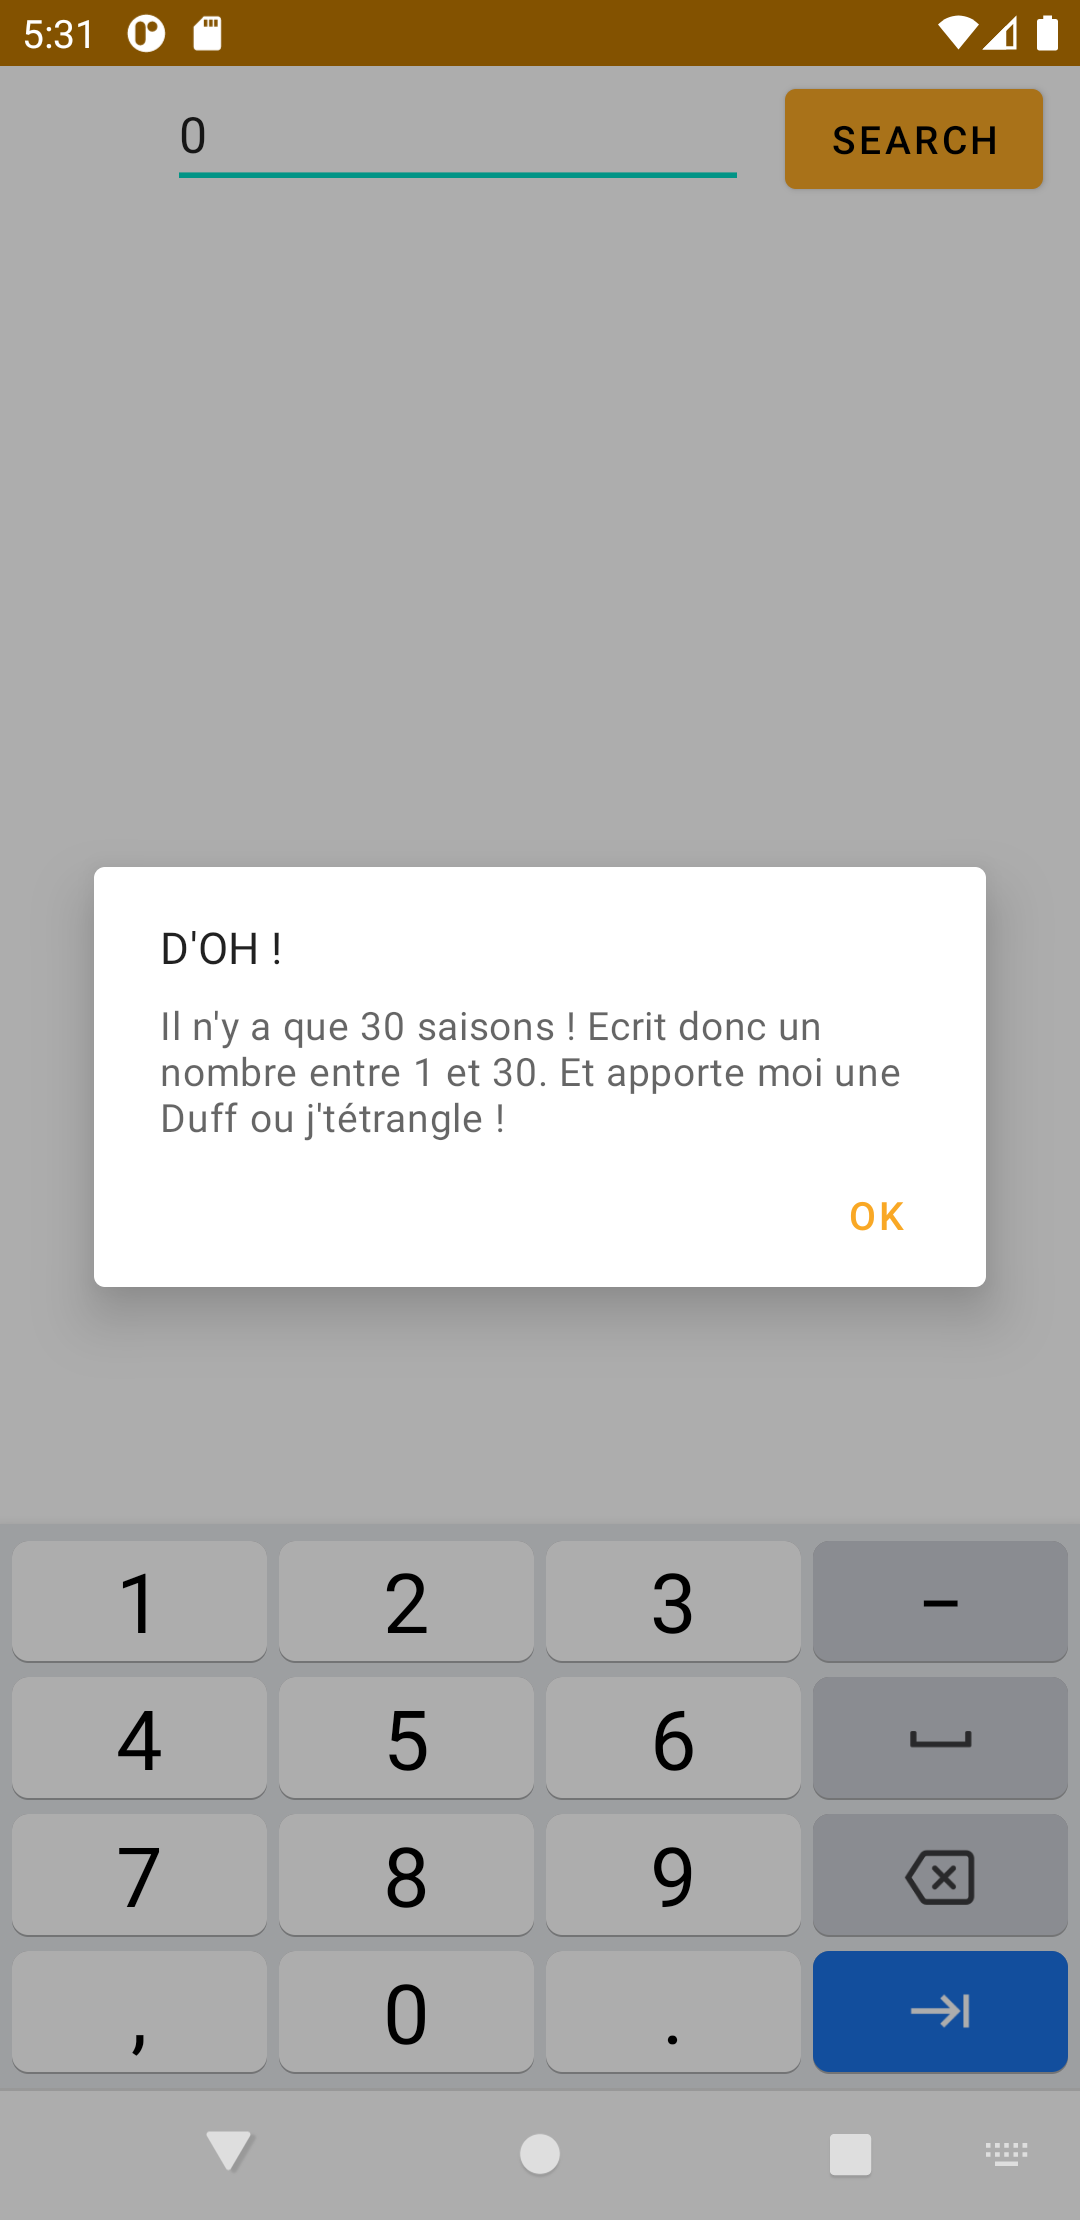 5:31
0
SEARCH
D'OH !
Il n'y a que 30 saisons ! Ecrit donc un
nombre entre 1 et 30. Et apporte moi une
Duff ou j'tétrangle !
OK
1 2 3 –
4 5 6
7 8 9
, 0 .